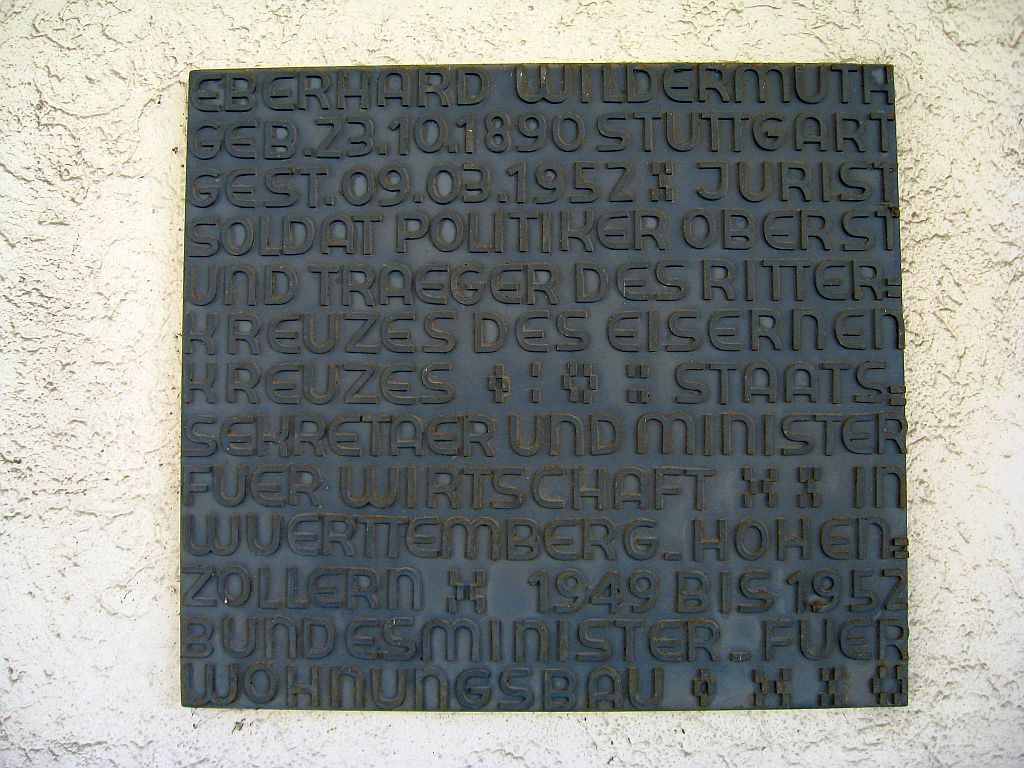 EBERHARD WILDERMUTH
GEB. 23.10.1890 STUTTGART
GEST. 09.03.1952 JURIST
SOLDAT POLITIKER OBERST
UND TRAEGER DES RITTER=
KREUZES DES EISERNEN
KREUZES STAATS=
SEKRETAER UND MINISTER
FUER WIRTSCHAFT IN
WUERTTEMBERG-HOHEN=
ZOLLERN 1949 BIS 1952
BUNDESMINISTER-FUER
WOHNUNGSBAU